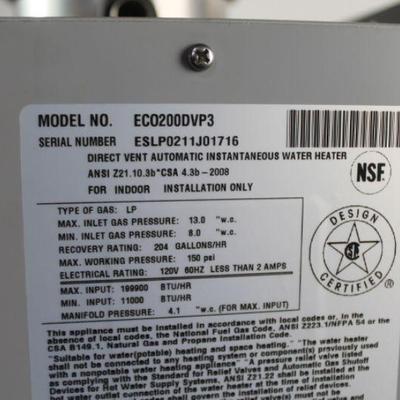 MODEL NO. ECO200DVP3
SERIAL NUMBER ESLP0211J01716
DIRECT VENT AUTOMATIC INSTANTANEOUS WATER HEATER
ANSI Z21.10.3b*CSA 4.3b-2008
FOR INDOOR INSTALLATION ONLY
NSF
TYPE OF GAS: LP
MAX. INLET GAS PRESSURE: 13.0 "w.c.
MIN. INLET GAS PRESSURE: 8.0 "w.c.
RECOVERY RATING: 204 GALLONS/HR
MAX. WORKING PRESSURE: 150 psi
ELECTRICAL RATING: 120V 60HZ LESS THAN 2 AMPS
MAX. INPUT: 199900 BTU/HR
MIN. INPUT: 11000 BTU/HR
MANIFOLD PRESSURE: 4.1 "w.c. (FOR MAX. INPUT)
DESIGN CERTIFIED
This appliance must be installed in accordance with
absence of local codes, the National Fuel Gas Code, ANSI Z223.1/NFPA 54 or the
CSA B149.1, Natural Gas and Propane Installation Code.
"Suitable for water(potable) heating and space heating." "The water heater
shall not be connected to any heating system or component(s) previously used
with a nonpotable water heating appliance." "A pressure relief valve listed
as complying with the Standard for Relief Valves and Automatic Gas Shutoff
Devices for Hot Water Supply Systems, ANSI Z21.22 shall be installed at the
hot water outlet connection of the water heater